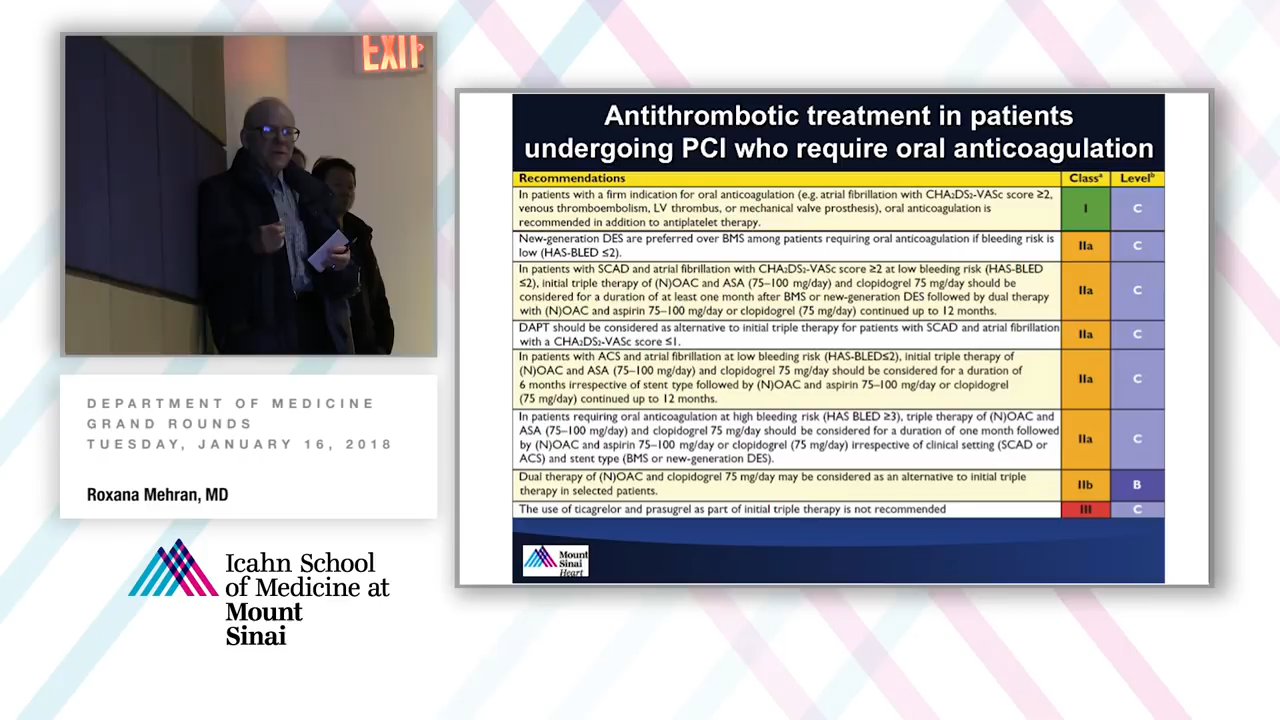 EXIT
DEPARTMENT OF MEDICINE
GRAND ROUNDS
TUESDAY, JANUARY 16, 2018
Roxana Mehran, MD
Icahn School
of Medicine at
Mount
Sinai
Antithrombotic treatment in patients
undergoing PCI who require oral anticoagulation
Recommendations Classᵃ Levelᵇ
In patients with a firm indication for oral anticoagulation (e.g. atrial fibrillation with CHA₂DS₂-VASc score ≥2,
venous thromboembolism, LV thrombus, or mechanical valve prosthesis), oral anticoagulation is
recommended in addition to antiplatelet therapy.
I C
New-generation DES are preferred over BMS among patients requiring oral anticoagulation if bleeding risk is
low (HAS-BLED ≤2).
IIa C
In patients with SCAD and atrial fibrillation with CHA₂DS₂-VASc score ≥2 at low bleeding risk (HAS-BLED
≤2), initial triple therapy of (N)OAC and ASA (75–100 mg/day) and clopidogrel 75 mg/day should be
considered for a duration of at least one month after BMS or new-generation DES followed by dual therapy
with (N)OAC and aspirin 75–100 mg/day or clopidogrel (75 mg/day) continued up to 12 months.
IIa C
DAPT should be considered as alternative to initial triple therapy for patients with SCAD and atrial fibrillation
with a CHA₂DS₂-VASc score ≤1.
IIa C
In patients with ACS and atrial fibrillation at low bleeding risk (HAS-BLED≤2), initial triple therapy of
(N)OAC and ASA (75–100 mg/day) and clopidogrel 75 mg/day should be considered for a duration of
6 months irrespective of stent type followed by (N)OAC and aspirin 75-100 mg/day or clopidogrel
(75 mg/day) continued up to 12 months.
IIa C
In patients requiring oral anticoagulation at high bleeding risk (HAS BLED ≥3), triple therapy of (N)OAC and
ASA (75–100 mg/day) and clopidogrel 75 mg/day should be considered for a duration of one month followed
by (N)OAC and aspirin 75–100 mg/day or clopidogrel (75 mg/day) irrespective of clinical setting (SCAD or
ACS) and stent type (BMS or new-generation DES).
IIa C
Dual therapy of (N)OAC and clopidogrel 75 mg/day may be considered as an alternative to initial triple
therapy in selected patients.
IIb B
The use of ticagrelor and prasugrel as part of initial triple therapy is not recommended
III C
Mount
Sinai
Heart